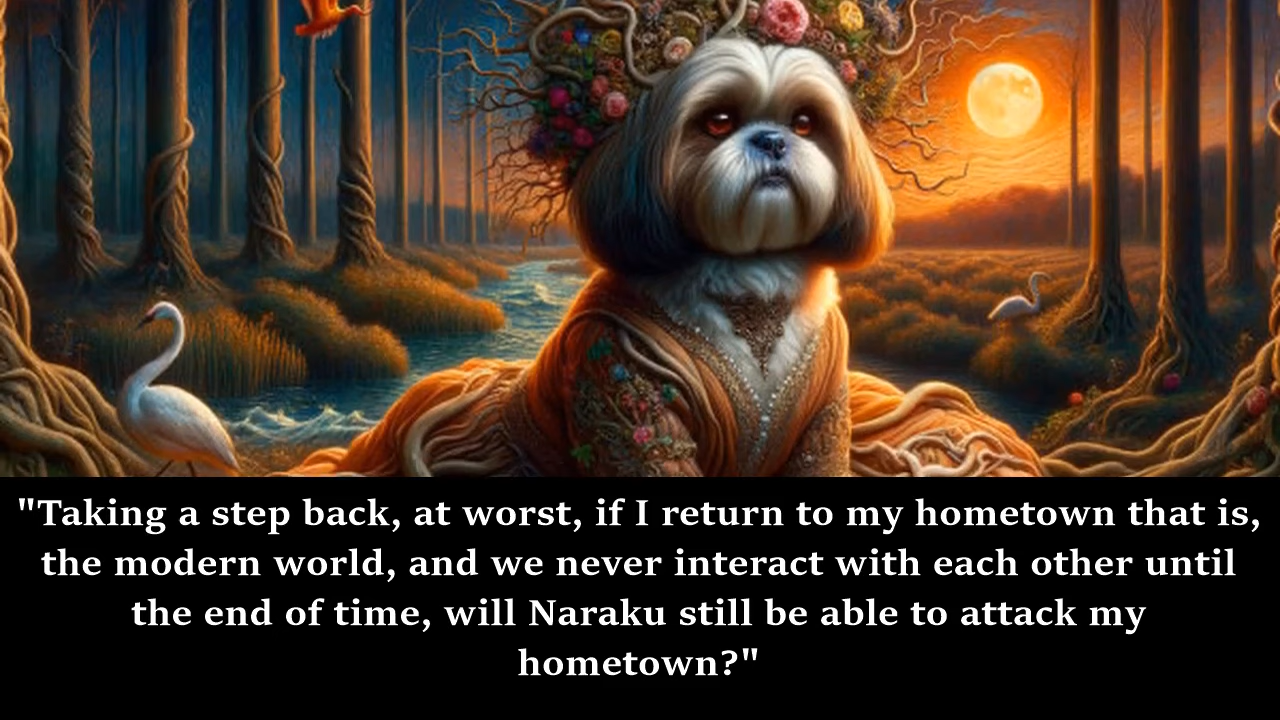 "Taking a step back, at worst, if I return to my hometown that is,
the modern world, and we never interact with each other until
the end of time, will Naraku still be able to attack my
hometown?"